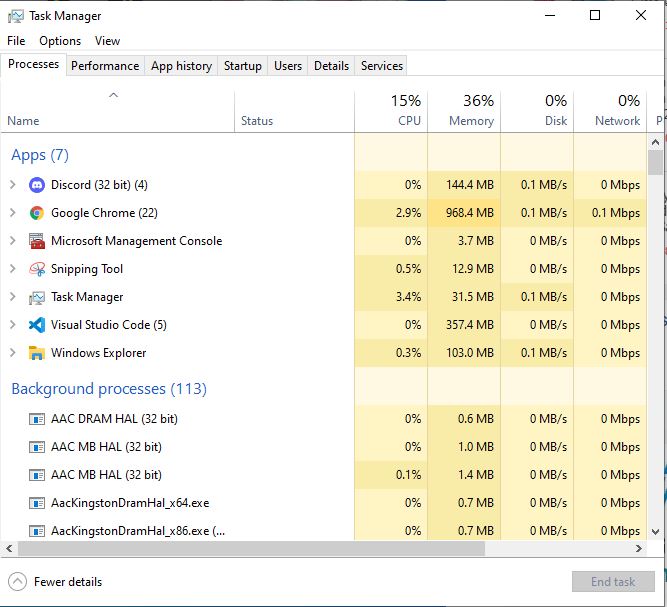 Task Manager
File Options View
Processes Performance App history Startup Users Details Services
15% 36% 0% 0%
Name Status CPU Memory Disk Network P
Apps (7)
Discord (32 bit) (4) 0% 144.4 MB 0.1 MB/s 0 Mbps
Google Chrome (22) 2.9% 968.4 MB 0.1 MB/s 0.1 Mbps
Microsoft Management Console 0% 3.7 MB 0 MB/s 0 Mbps
Snipping Tool 0.5% 12.9 MB 0 MB/s 0 Mbps
Task Manager 3.4% 31.5 MB 0.1 MB/s 0 Mbps
Visual Studio Code (5) 0% 357.4 MB 0 MB/s 0 Mbps
Windows Explorer 0.3% 103.0 MB 0.1 MB/s 0 Mbps
Background processes (113)
AAC DRAM HAL (32 bit) 0% 0.6 MB 0 MB/s 0 Mbps
AAC MB HAL (32 bit) 0% 1.0 MB 0 MB/s 0 Mbps
AAC MB HAL (32 bit) 0.1% 1.4 MB 0 MB/s 0 Mbps
AacKingstonDramHal_x64.exe 0% 0.7 MB 0 MB/s 0 Mbps
AacKingstonDramHal_x86.exe (... 0% 0.7 MB 0 MB/s 0 Mbps
Fewer details End task